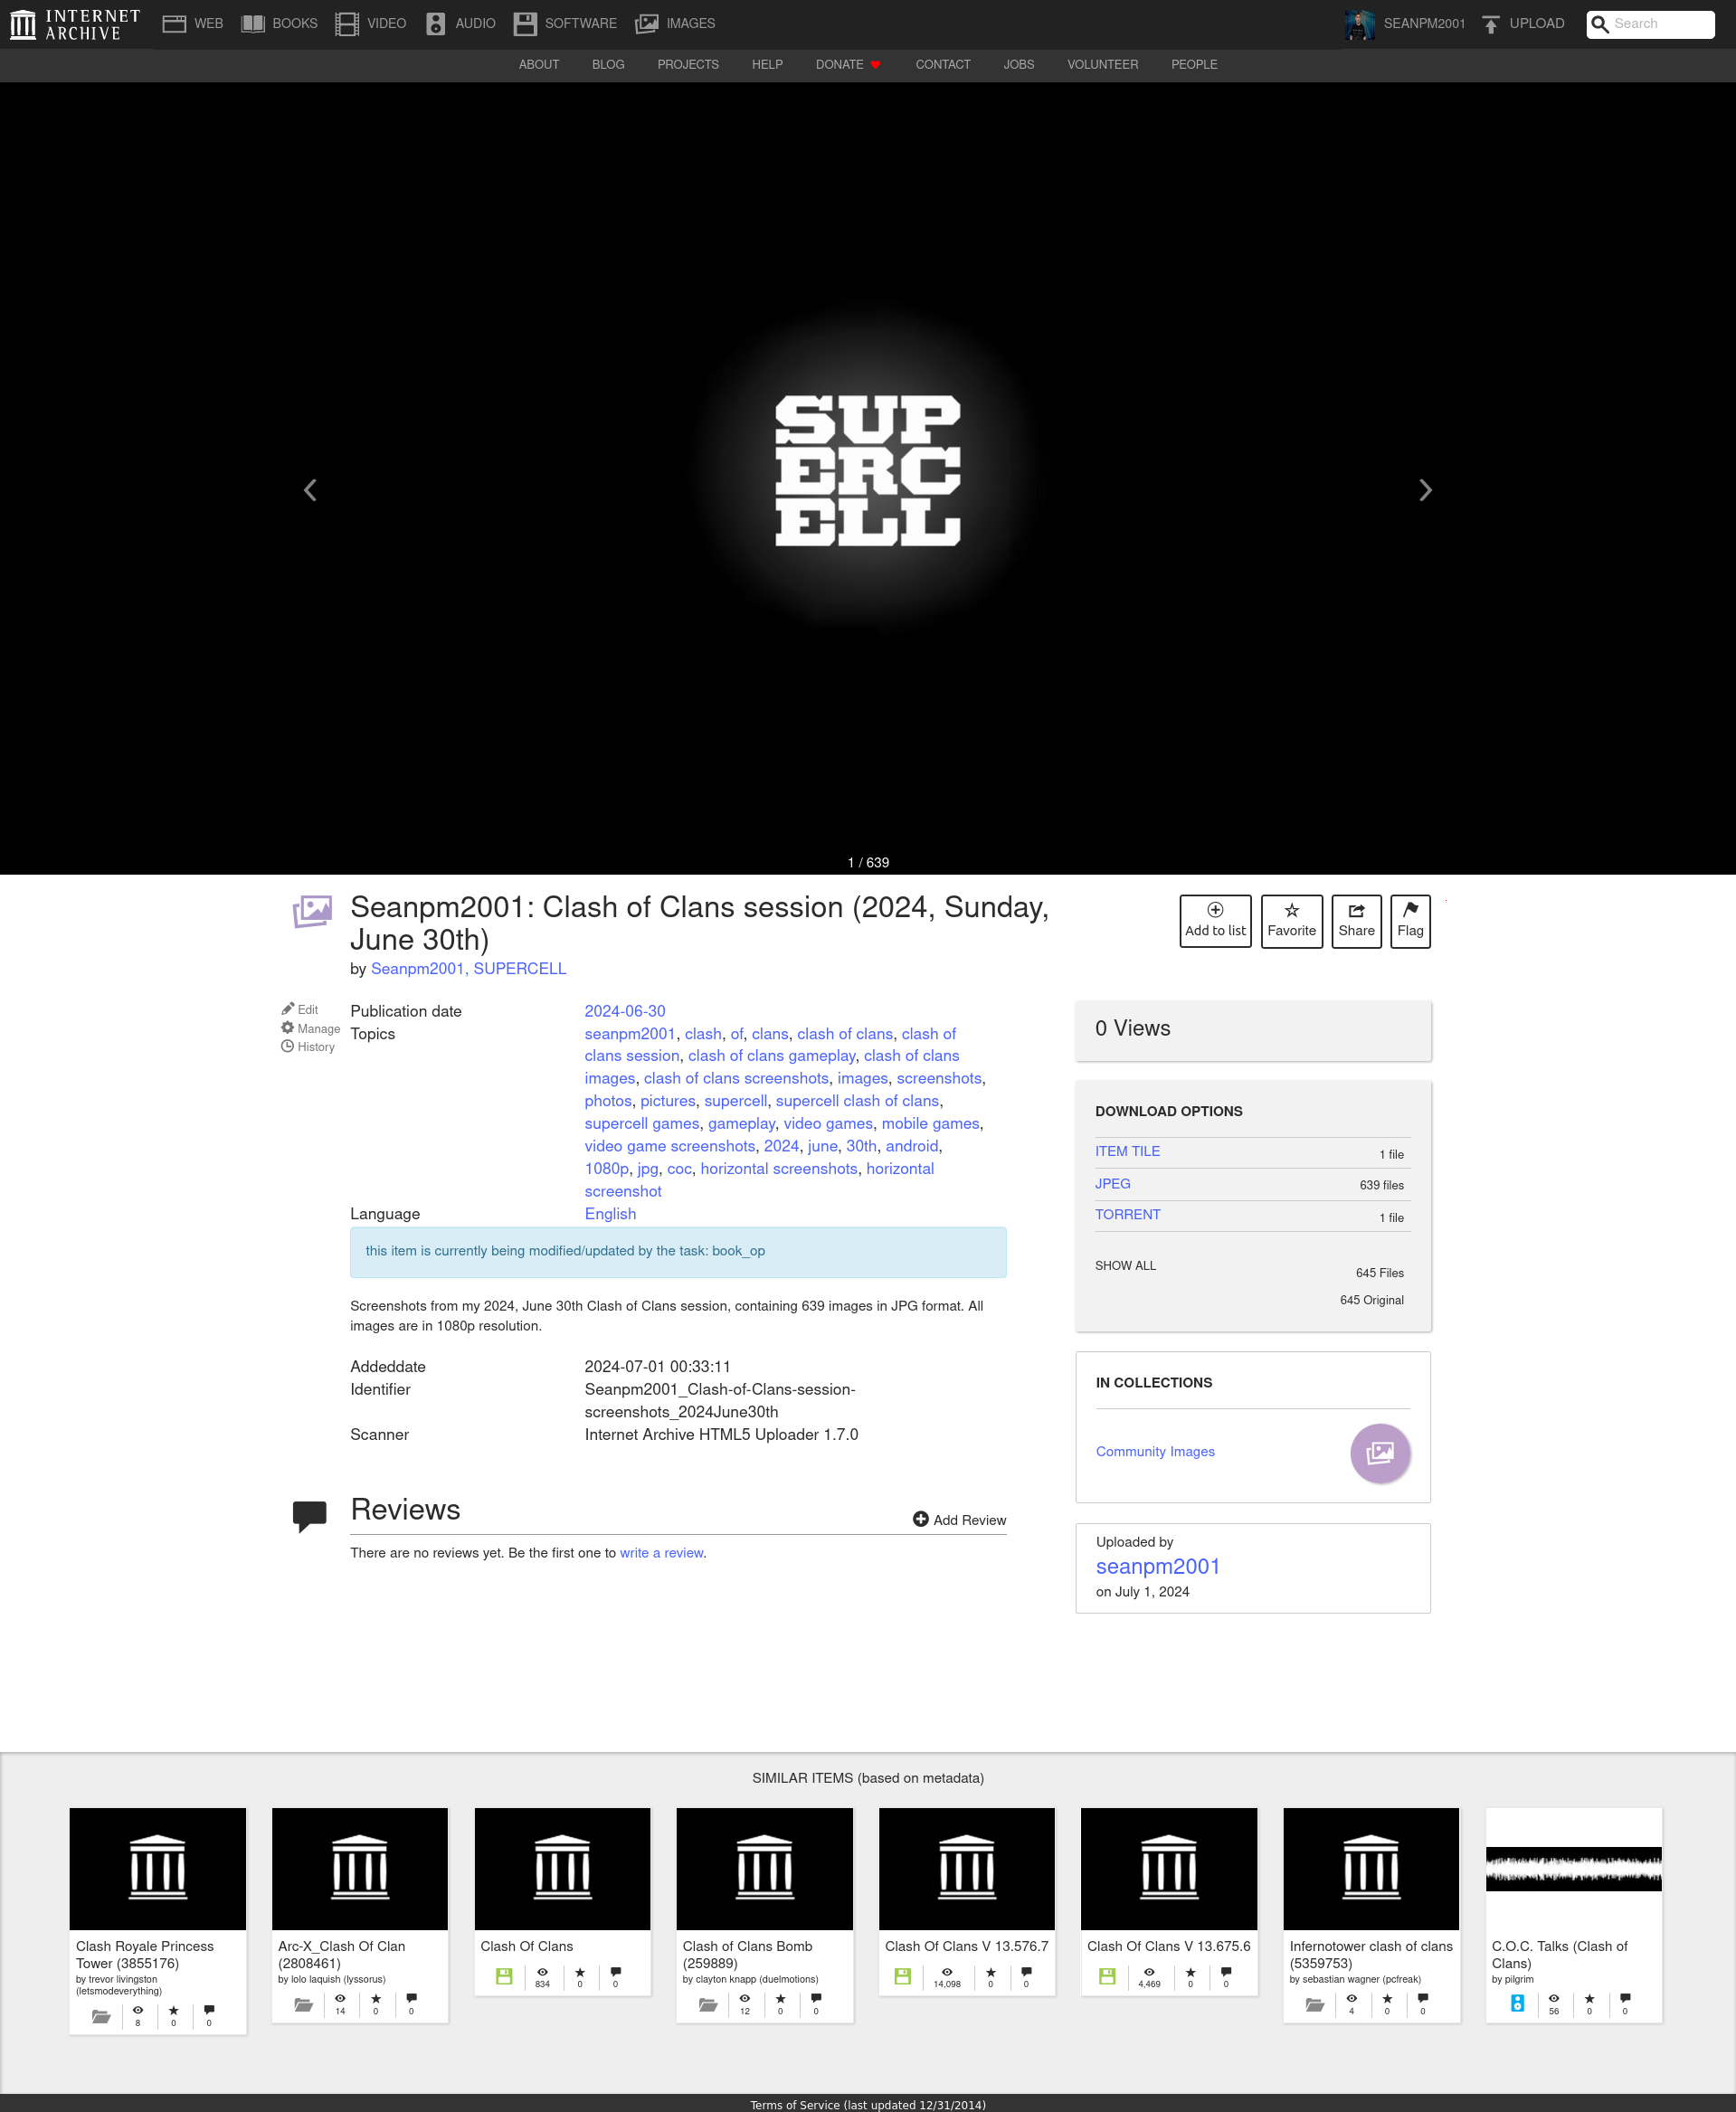 INTERNET
ARCHIVE
WEB BOOKS VIDEO AUDIO SOFTWARE IMAGES SEANPM2001 UPLOAD Search
ABOUT BLOG PROJECTS HELP DONATE CONTACT JOBS VOLUNTEER PEOPLE
SUP
ERC
ELL
1 / 639
Seanpm2001: Clash of Clans session (2024, Sunday,
June 30th)
by Seanpm2001, SUPERCELL
Add to list Favorite Share Flag
Edit
Manage
History
Publication date 2024-06-30
Topics seanpm2001, clash, of, clans, clash of clans, clash of
clans session, clash of clans gameplay, clash of clans
images, clash of clans screenshots, images, screenshots,
photos, pictures, supercell, supercell clash of clans,
supercell games, gameplay, video games, mobile games,
video game screenshots, 2024, june, 30th, android,
1080p, jpg, coc, horizontal screenshots, horizontal
screenshot
Language English
this item is currently being modified/updated by the task: book_op
Screenshots from my 2024, June 30th Clash of Clans session, containing 639 images in JPG format. All
images are in 1080p resolution.
Addeddate 2024-07-01 00:33:11
Identifier Seanpm2001_Clash-of-Clans-session-
screenshots_2024June30th
Scanner Internet Archive HTML5 Uploader 1.7.0
Reviews
Add Review
There are no reviews yet. Be the first one to write a review.
0 Views
DOWNLOAD OPTIONS
ITEM TILE 1 file
JPEG 639 files
TORRENT 1 file
SHOW ALL 645 Files
645 Original
IN COLLECTIONS
Community Images
Uploaded by
seanpm2001
on July 1, 2024
SIMILAR ITEMS (based on metadata)
Clash Royale Princess
Tower (3855176)
by trevor livingston
(letsmodeverything)
8 0 0
Arc-X_Clash Of Clan
(2808461)
by lolo laquish (lyssorus)
14 0 0
Clash Of Clans
834 0 0
Clash of Clans Bomb
(259889)
by clayton knapp (duelmotions)
12 0 0
Clash Of Clans V 13.576.7
14,098 0 0
Clash Of Clans V 13.675.6
4,469 0 0
Infernotower clash of clans
(5359753)
by sebastian wagner (pcfreak)
4 0 0
C.O.C. Talks (Clash of
Clans)
by pilgrim
56 0 0
Terms of Service (last updated 12/31/2014)